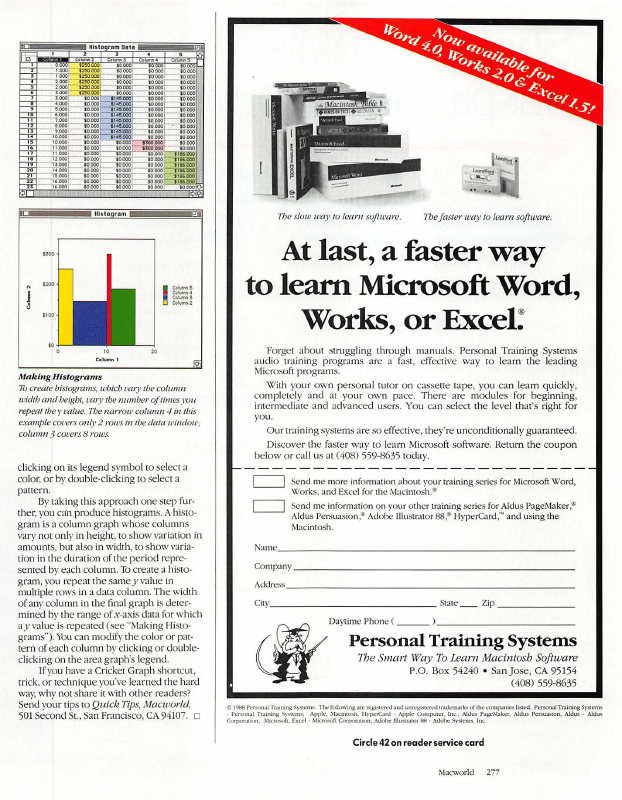 Histogram Data
1 2 3 4 5
Column 1 Column 2 Column 3 Column 4 Column 5
1 0.000 $250.000 $0.000 $0.000 $0.000
2 1.000 $250.000 $0.000 $0.000 $0.000
3 1.000 $250.000 $0.000 $0.000 $0.000
4 2.000 $250.000 $0.000 $0.000 $0.000
5 2.000 $250.000 $0.000 $0.000 $0.000
6 3.000 $250.000 $0.000 $0.000 $0.000
7 3.000 $0.000 $145.000 $0.000 $0.000
8 4.000 $0.000 $145.000 $0.000 $0.000
9 5.000 $0.000 $145.000 $0.000 $0.000
10 6.000 $0.000 $145.000 $0.000 $0.000
11 7.000 $0.000 $145.000 $0.000 $0.000
12 8.000 $0.000 $145.000 $0.000 $0.000
13 9.000 $0.000 $145.000 $0.000 $0.000
14 10.000 $0.000 $145.000 $0.000 $0.000
15 10.000 $0.000 $0.000 $300.000 $0.000
16 11.000 $0.000 $0.000 $300.000 $0.000
17 11.000 $0.000 $0.000 $0.000
18 12.000 $0.000 $0.000 $0.000
19 13.000 $0.000 $0.000 $0.000
20 14.000 $0.000 $0.000 $0.000
21 15.000 $0.000 $0.000 $0.000
22 16.000 $0.000 $0.000 $0.000
23 16.000 $0.000 $0.000 $0.000 $0.000
Histogram
$300
$200
$100
$0
Column 2
0 10 20
Column 1
Column 5
Column 4
Column 3
Column 2
Making Histograms
To create histograms, which vary the column
width and height, vary the number of times you
repeat the y value. The narrow column 4 in this
example covers only 2 rows in the data window;
column 3 covers 8 rows.
clicking on its legend symbol to select a
color, or by double-clicking to select a
pattern.
By taking this approach one step fur-
ther, you can produce histograms. A histo-
gram is a column graph whose columns
vary not only in height, to show variation in
amounts, but also in width, to show varia-
tion in the duration of the period repre-
sented by each column. To create a histo-
gram, you repeat the same y value in
multiple rows in a data column. The width
of any column in the final graph is deter-
mined by the range of x-axis data for which
a y value is repeated (see "Making Histo-
grams"). You can modify the color or pat-
tern of each column by clicking or double-
clicking on the area graph's legend.
If you have a Cricket Graph shortcut,
trick, or technique you've learned the hard
way, why not share it with other readers?
Send your tips to Quick Tips, Macworld,
501 Second St., San Francisco, CA 94107. □
Now available for
Word 4.0, Works 2.0 & Excel 1.5!
Macintosh Bible
Microsoft Excel
Microsoft Word
LearnWord
The slow way to learn software.
The faster way to learn software.
At last, a faster way
to learn Microsoft Word,
Works, or Excel.®
Forget about struggling through manuals. Personal Training Systems
audio training programs are a fast, effective way to learn the leading
Microsoft programs.
With your own personal tutor on cassette tape, you can learn quickly,
completely and at your own pace. There are modules for beginning,
intermediate and advanced users. You can select the level that's right for
you.
Our training systems are so effective, they're unconditionally guaranteed.
Discover the faster way to learn Microsoft software. Return the coupon
below or call us at (408) 559-8635 today.
Send me more information about your training series for Microsoft Word,
Works, and Excel for the Macintosh.®
Send me information on your other training series for Aldus PageMaker,®
Aldus Persuasion,® Adobe Illustrator 88,® HyperCard,™ and using the
Macintosh.
Name
Company
Address
City State Zip
Daytime Phone ( )
Personal Training Systems
The Smart Way To Learn Macintosh Software
P.O. Box 54240 • San Jose, CA 95154
(408) 559-8635
© 1988 Personal Training Systems. The following are registered and unregistered trademarks of the companies listed: Personal Training Systems
- Personal Training Systems; Apple, Macintosh, HyperCard - Apple Computer, Inc.; Aldus PageMaker, Aldus Persuasion, Aldus - Aldus
Corporation; Microsoft, Excel - Microsoft Corporation; Adobe Illustrator 88 - Adobe Systems, Inc.
Circle 42 on reader service card
Macworld 277